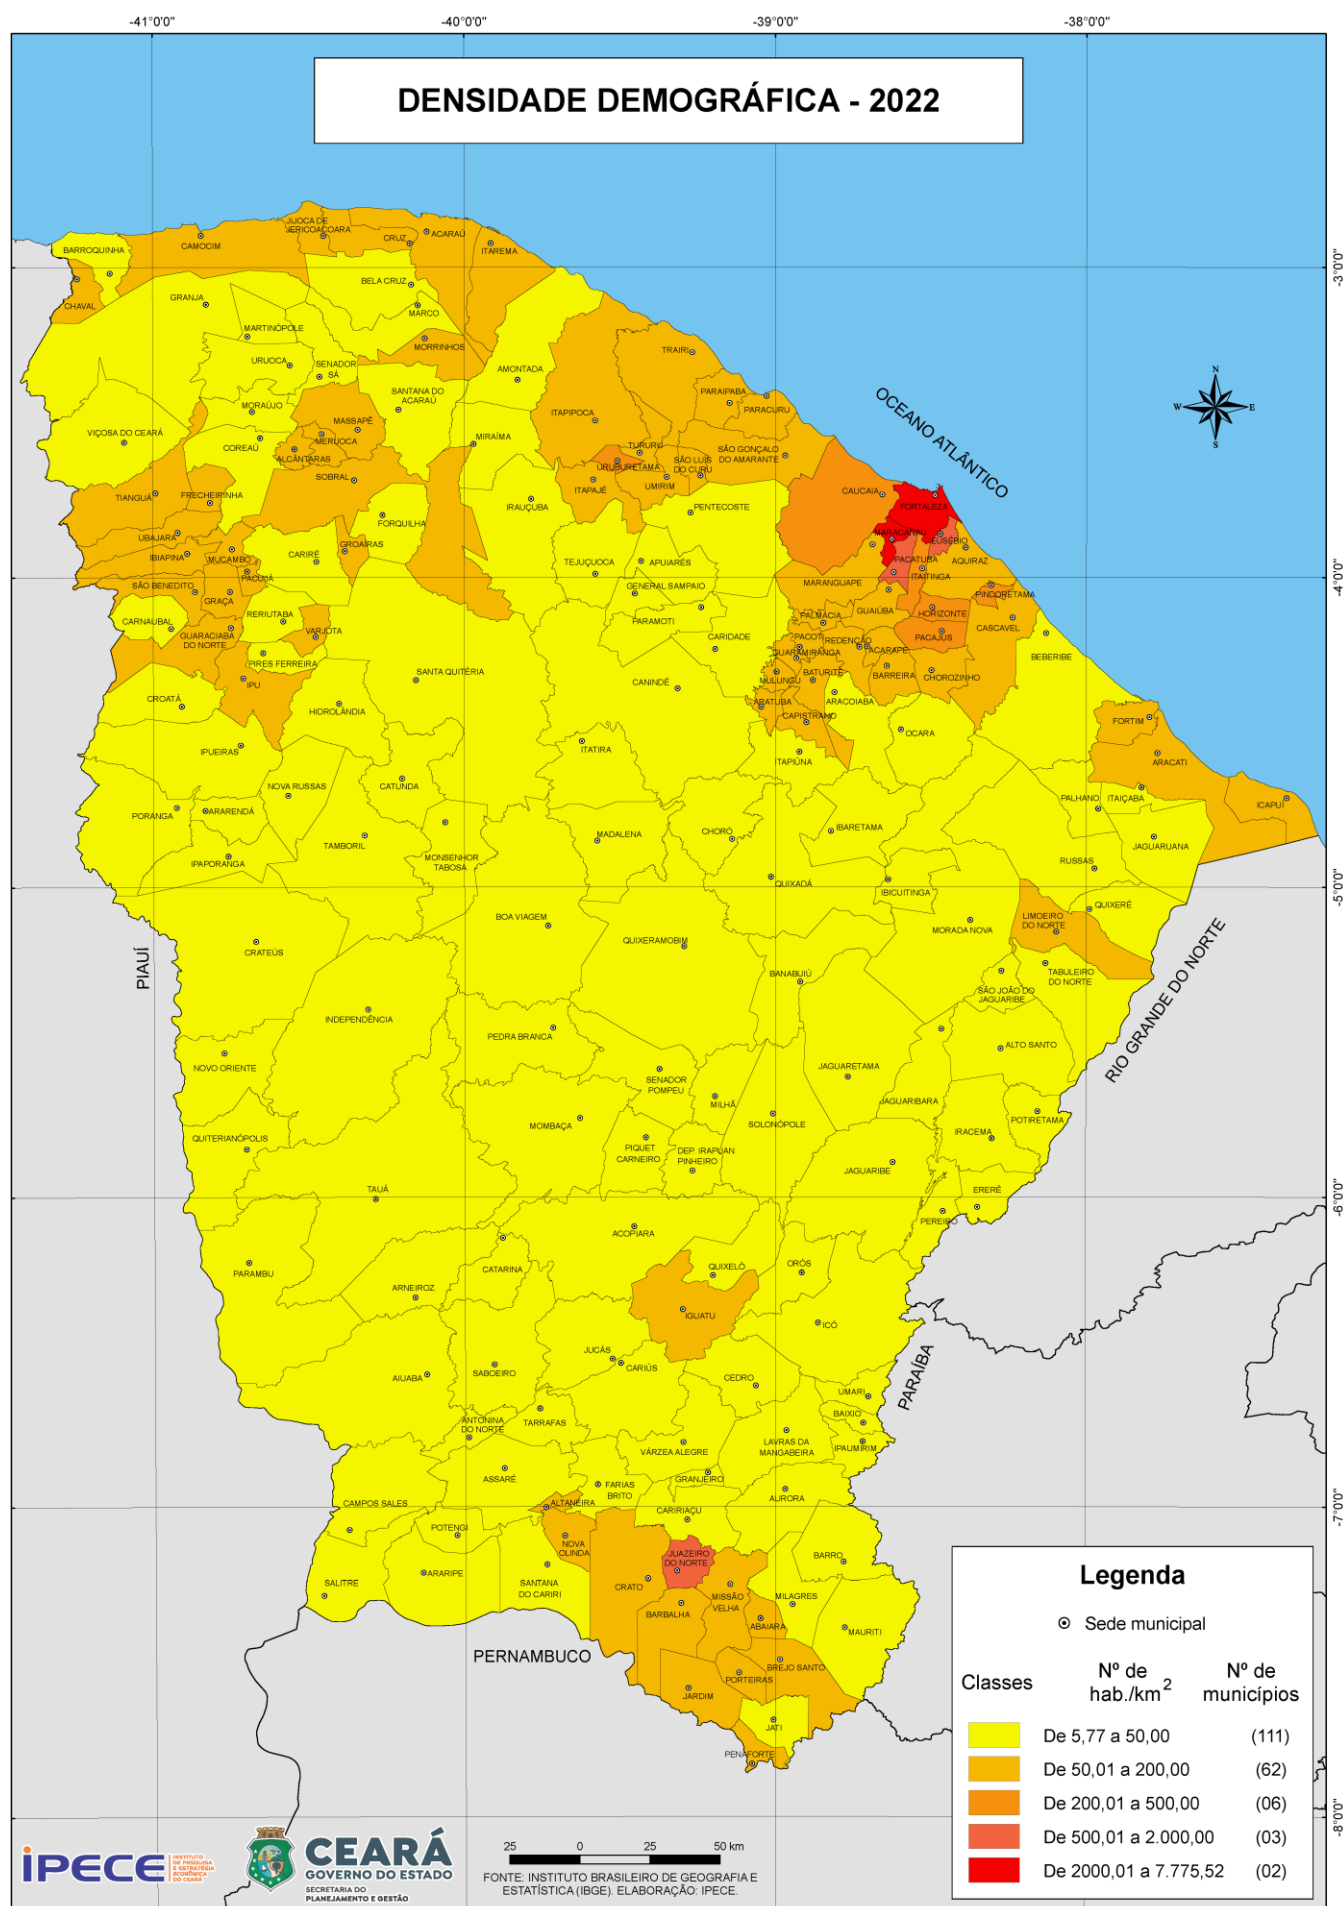 -41°0'0"
-40°0'0"
-39°0'0"
-38°0'0"
DENSIDADE DEMOGRÁFICA - 2022
BARROQUINHA
CAMOCIM
JIJOCA DE
JERICOACOARA
CRUZ
ACARAÚ
ITAREMA
-3°0'0"
CHAVAL
GRANJA
BELA CRUZ
MARCO
MARTINÓPOLE
MORRINHOS
URUOCA
SENADOR
SÁ
AMONTADA
TRAIRI
SANTANA DO
ACARAÚ
PARAIPABA
PARACURU
OCEANO ATLÂNTICO
N
W
E
S
MORAÚJO
MASSAPÊ
ITAPIPOCA
VIÇOSA DO CEARÁ
COREAÚ
MERUOCA
ALCÂNTARAS
MIRAÍMA
TURURU
URUBURETAMA
SÃO LUÍS
DO CURU
SÃO GONÇALO
DO AMARANTE
SOBRAL
ITAPAJÉ
UMIRIM
TIANGUÁ
FRECHEIRINHA
IRAUÇUBA
PENTECOSTE
CAUCAIA
FORTALEZA
FORQUILHA
UBAJARA
MARACANAÚ
EUSÉBIO
IBIAPINA
MUCAMBO
CARIRÉ
GROAÍRAS
TEJUÇUOCA
APUIARÉS
PACATUBA
AQUIRAZ
ITAITINGA
-4°0'0"
PACUJÁ
SÃO BENEDITO
GRAÇA
GENERAL SAMPAIO
MARANGUAPE
PINDORETAMA
GUAIÚBA
HORIZONTE
CARNAUBAL
RERIUTABA
PARAMOTI
PALMÁCIA
CASCAVEL
GUARACIABA
DO NORTE
VARJOTA
CARIDADE
PACOTI
REDENÇÃO
PACAJUS
GUARAMIRANGA
ACARAPE
PIRES FERREIRA
BEBERIBE
SANTA QUITÉRIA
CANINDÉ
MULUNGU
BATURITÉ
BARREIRA
CHOROZINHO
IPU
CROATÁ
HIDROLÂNDIA
ARATUBA
ARACOIABA
CAPISTRANO
FORTIM
IPUEIRAS
ITATIRA
OCARA
ITAPIÚNA
ARACATI
NOVA RUSSAS
CATUNDA
PORANGA
ARARENDÁ
PALHANO
ITAIÇABA
ICAPUÍ
TAMBORIL
MADALENA
CHORÓ
IBARETAMA
JAGUARUANA
MONSENHOR
TABOSA
IPAPORANGA
RUSSAS
QUIXADÁ
IBICUITINGA
-5°0'0"
QUIXERÉ
BOA VIAGEM
LIMOEIRO
DO NORTE
MORADA NOVA
QUIXERAMOBIM
CRATEÚS
PIAUÍ
BANABUIÚ
TABULEIRO
DO NORTE
SÃO JOÃO DO
JAGUARIBE
RIO GRANDE DO NORTE
INDEPENDÊNCIA
PEDRA BRANCA
ALTO SANTO
NOVO ORIENTE
JAGUARETAMA
SENADOR
POMPEU
MILHÃ
JAGUARIBARA
SOLONÓPOLE
POTIRETAMA
MOMBAÇA
IRACEMA
QUITERIANÓPOLIS
PIQUET
CARNEIRO
DEP. IRAPUAN
PINHEIRO
JAGUARIBE
TAUÁ
ERERÉ
-6°0'0"
PEREIRO
ACOPIARA
PARAMBU
CATARINA
QUIXELÔ
ORÓS
ARNEIROZ
IGUATU
ICÓ
JUCÁS
CARIÚS
PARAÍBA
AIUABA
SABOEIRO
CEDRO
UMARI
ANTONINA
DO NORTE
TARRAFAS
BAIXIO
LAVRAS DA
MANGABEIRA
IPAUMIRIM
VÁRZEA ALEGRE
ASSARÉ
GRANJEIRO
FARIAS
BRITO
AURORA
CAMPOS SALES
ALTANEIRA
CARIRIAÇU
-7°0'0"
POTENGI
NOVA
OLINDA
JUAZEIRO
DO NORTE
BARRO
SALITRE
ARARIPE
SANTANA
DO CARIRI
CRATO
MISSÃO
VELHA
MILAGRES
BARBALHA
ABAIARA
MAURITI
PERNAMBUCO
BREJO SANTO
PORTEIRAS
JARDIM
JATI
PENAFORTE
-8°0'0"
Legenda
Sede municipal
Classes
Nº de
hab./km²
Nº de
municípios
De 5,77 a 50,00 (111)
De 50,01 a 200,00 (62)
De 200,01 a 500,00 (06)
De 500,01 a 2.000,00 (03)
De 2000,01 a 7.775,52 (02)
iPECE
INSTITUTO
DE PESQUISA
E ESTRATÉGIA
ECONÔMICA
DO CEARÁ
CEARÁ
GOVERNO DO ESTADO
SECRETARIA DO
PLANEJAMENTO E GESTÃO
25 0 25 50 km
FONTE: INSTITUTO BRASILEIRO DE GEOGRAFIA E
ESTATÍSTICA (IBGE). ELABORAÇÃO: IPECE.